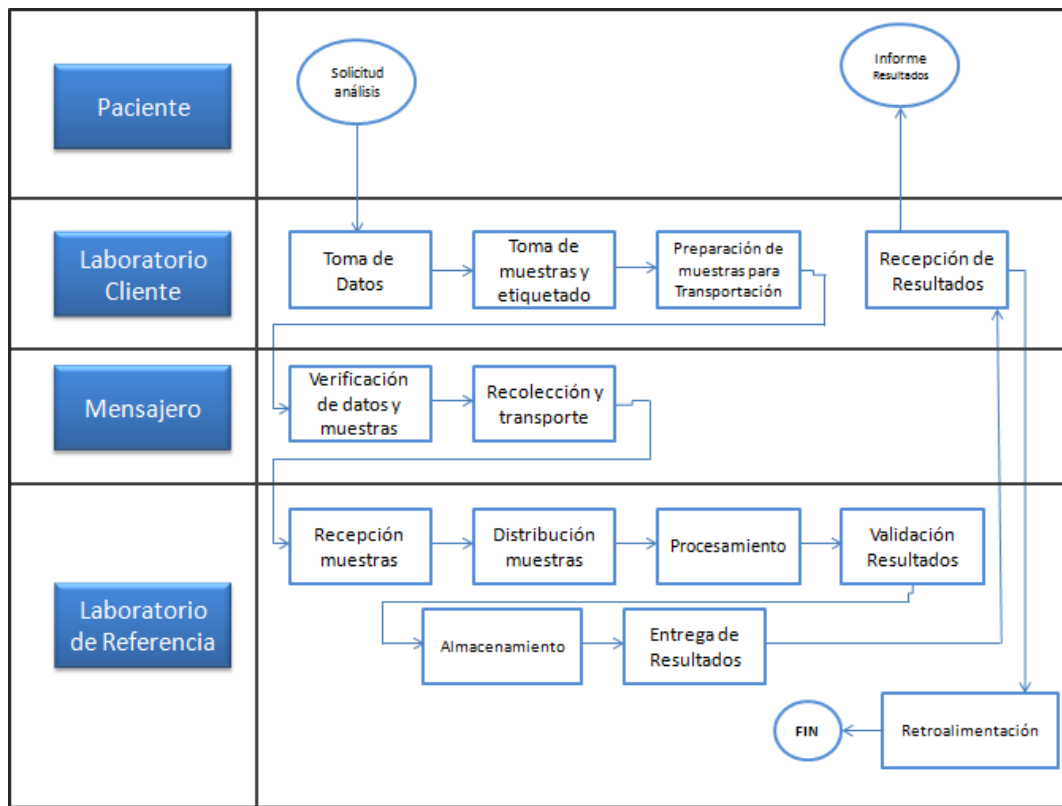 Paciente
Solicitud
análisis
Informe
Resultados
Laboratorio
Cliente
Toma de
Datos
Toma de
muestras y
etiquetado
Preparación de
muestras para
Transportación
Recepción de
Resultados
Mensajero
Verificación
de datos y
muestras
Recolección y
transporte
Laboratorio
de Referencia
Recepción
muestras
Distribución
muestras
Procesamiento
Validación
Resultados
Almacenamiento
Entrega de
Resultados
FIN
Retroalimentación